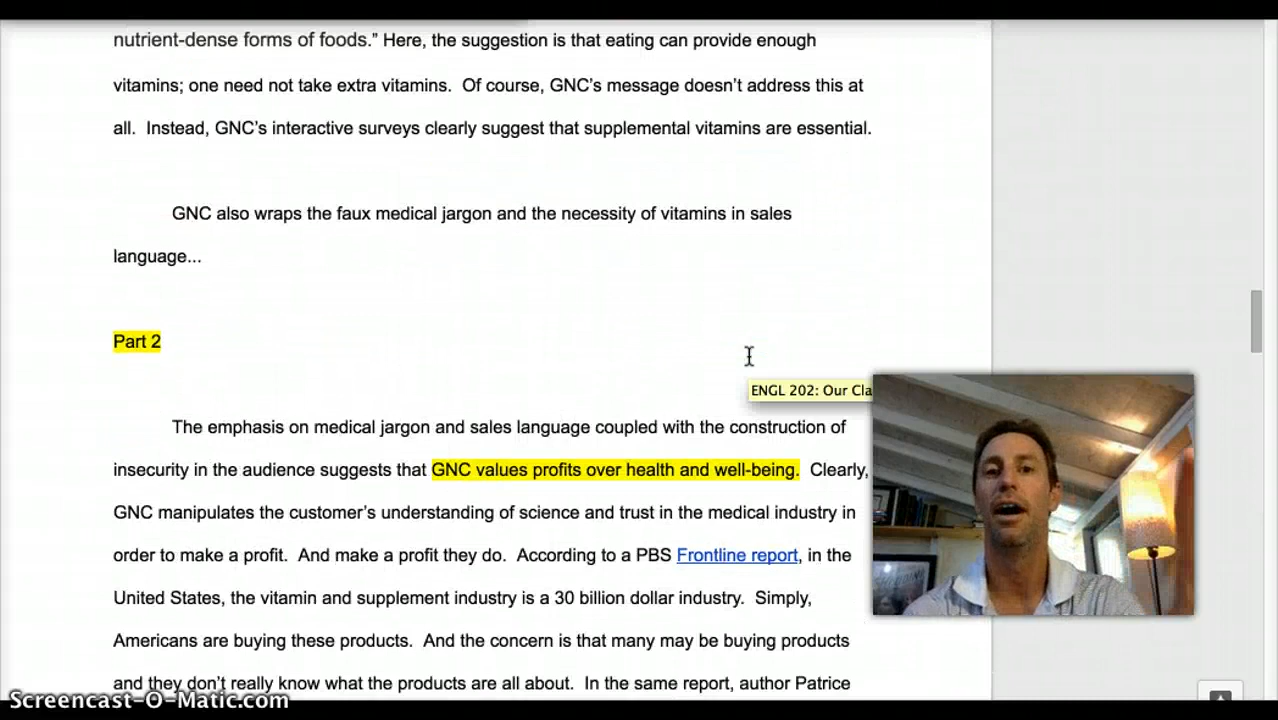 nutrient-dense forms of foods.” Here, the suggestion is that eating can provide enough
vitamins; one need not take extra vitamins.  Of course, GNC’s message doesn’t address this at
all.  Instead, GNC’s interactive surveys clearly suggest that supplemental vitamins are essential.
GNC also wraps the faux medical jargon and the necessity of vitamins in sales
language...
Part 2
ENGL 202: Our Cla
The emphasis on medical jargon and sales language coupled with the construction of
insecurity in the audience suggests that GNC values profits over health and well-being.  Clearly,
GNC manipulates the customer’s understanding of science and trust in the medical industry in
order to make a profit.  And make a profit they do.  According to a PBS Frontline report, in the
United States, the vitamin and supplement industry is a 30 billion dollar industry.  Simply,
Americans are buying these products.  And the concern is that many may be buying products
and they don’t really know what the products are all about.  In the same report, author Patrice
Screencast-O-Matic.com